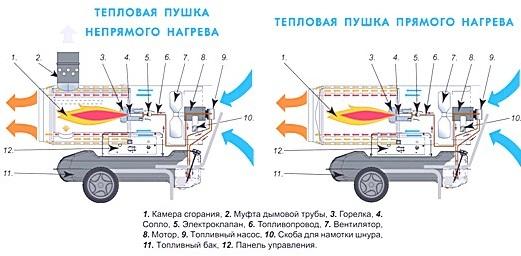 ТЕПЛОВАЯ ПУШКА
НЕПРЯМОГО НАГРЕВА
ТЕПЛОВАЯ ПУШКА ПРЯМОГО НАГРЕВА
2. 3. 4. 5. 6. 7. 8. 9.
1.
10.
12.
11.
3. 4. 5. 6. 7. 8. 9.
1.
10.
12.
11.
1. Камера сгорания, 2. Муфта дымовой трубы, 3. Горелка, 4.
Сопло, 5. Электроклапан, 6. Топливопровод, 7. Вентилятор,
8. Мотор, 9. Топливный насос, 10. Скоба для намотки шнура,
11. Топливный бак, 12. Панель управления.